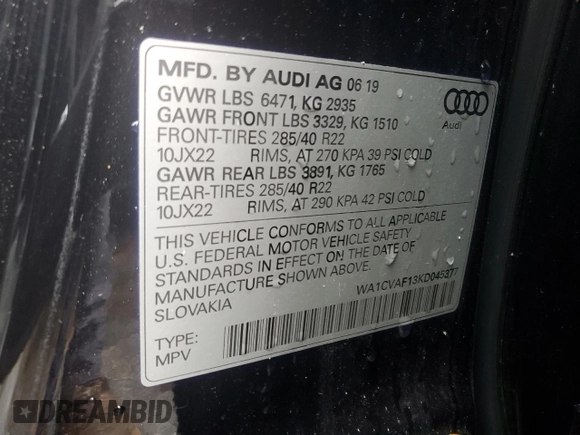 MFD. BY AUDI AG 06 19
GVWR LBS 6471, KG 2935
GAWR FRONT LBS 3329, KG 1510
FRONT-TIRES 285/40 R22
10JX22 RIMS, AT 270 KPA 39 PSI COLD
GAWR REAR LBS 3891, KG 1765
REAR-TIRES 285/40 R22
10JX22 RIMS, AT 290 KPA 42 PSI COLD
Audi
THIS VEHICLE CONFORMS TO ALL APPLICABLE
U.S. FEDERAL MOTOR VEHICLE SAFETY
STANDARDS IN EFFECT ON THE DATE OF
MANUFACTURE SHOWN ABOVE.
SLOVAKIA
WA1CVAF13KD045377
TYPE:
MPV
DREAMBID